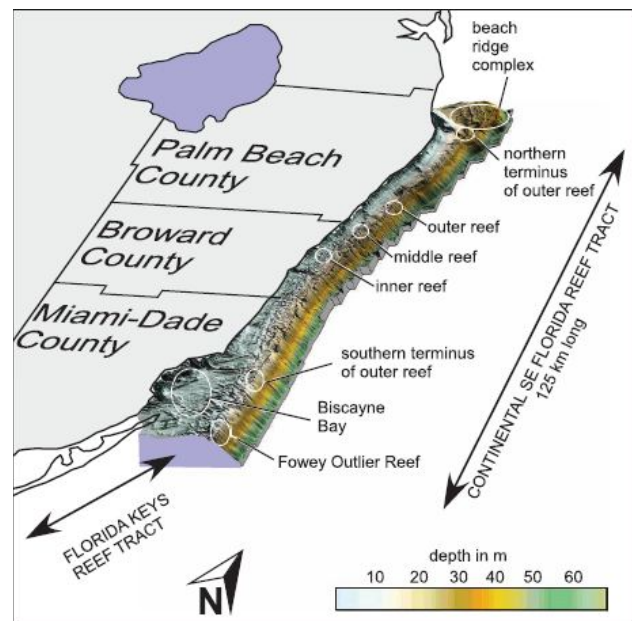 beach
ridge
complex
Palm Beach
County
northern
terminus
of outer reef
outer reef
Broward
County
middle reef
inner reef
Miami-Dade
County
southern terminus
of outer reef
Biscayne
Bay
Fowey Outlier Reef
CONTINENTAL SE FLORIDA REEF TRACT
125 km long
FLORIDA KEYS
REEF TRACT
N
depth in m
10 20 30 40 50 60